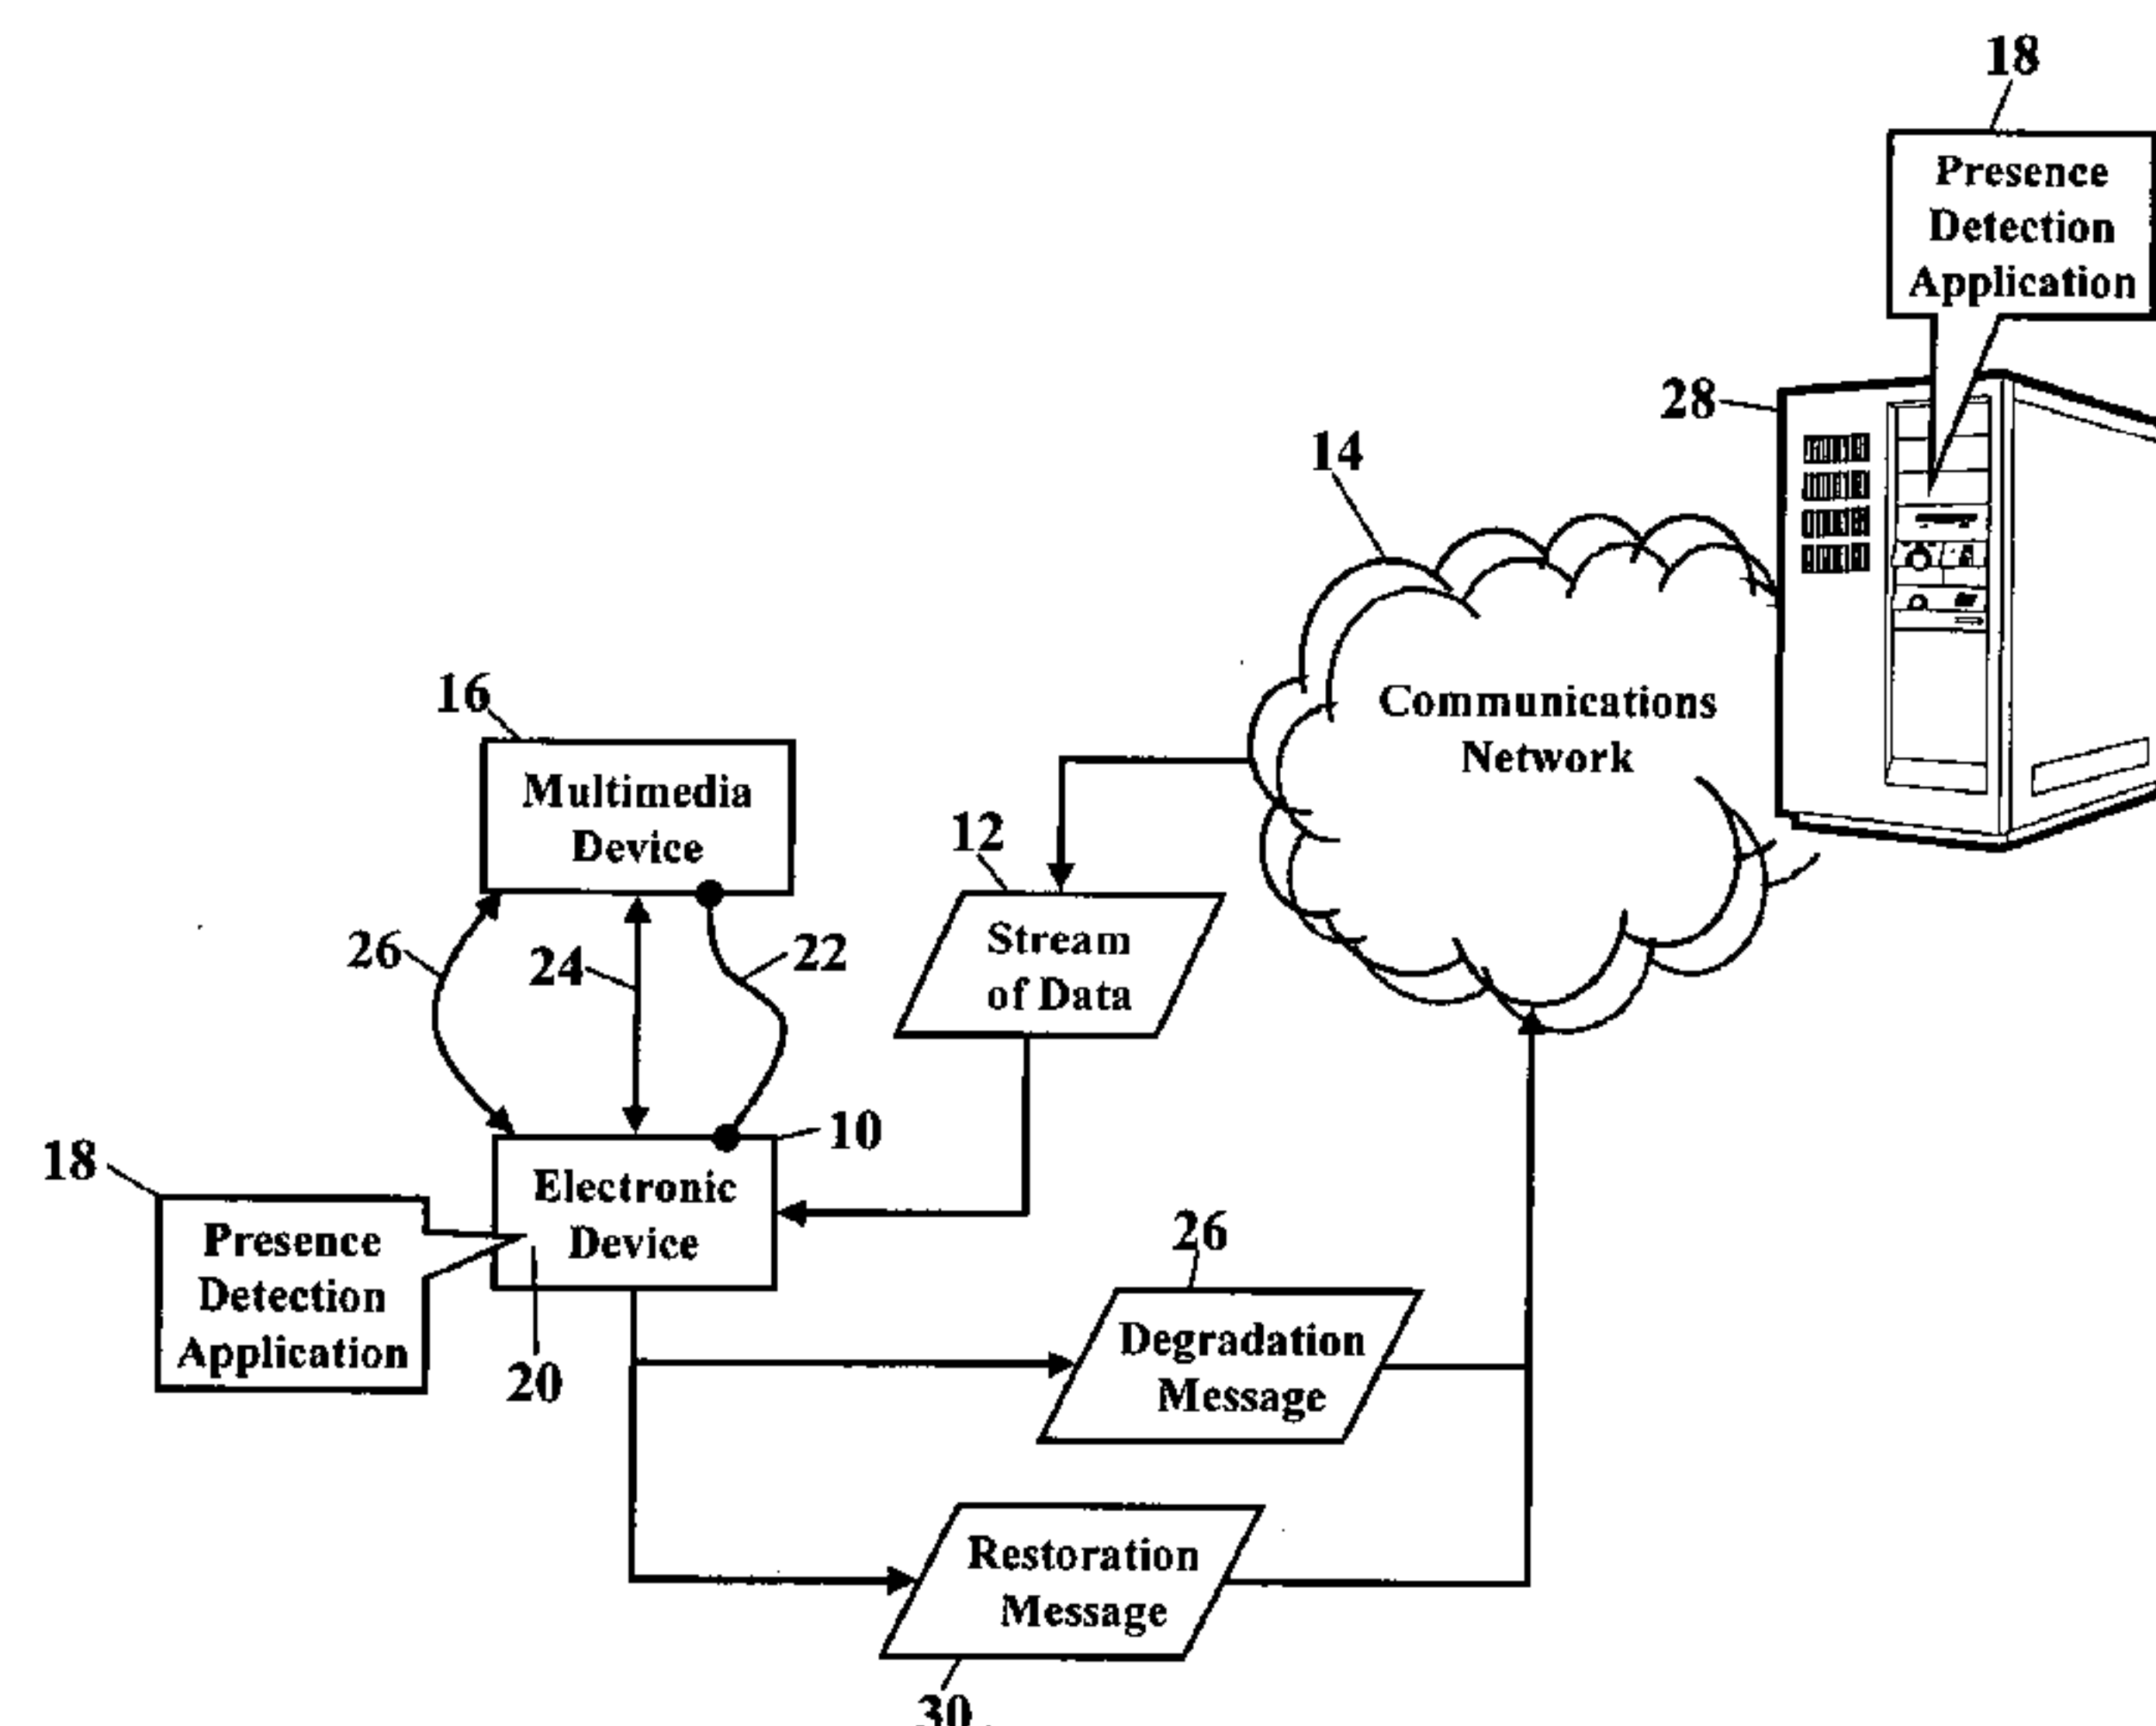 18
Presence
Detection
Application
28
14
Communications
Network
16
Multimedia
Device
12
Stream
of Data
26
24
22
10
Electronic
Device
18
Presence
Detection
Application
20
26
Degradation
Message
Restoration
Message
30